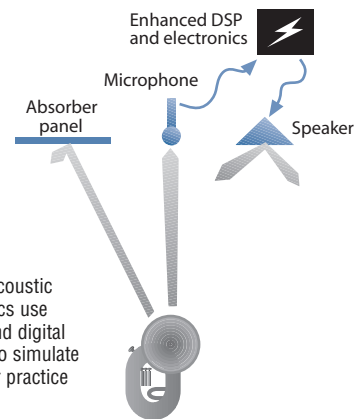 Enhanced DSP
and electronics
Microphone
Absorber
panel
Speaker
coustic
cs use
nd digital
o simulate
practice